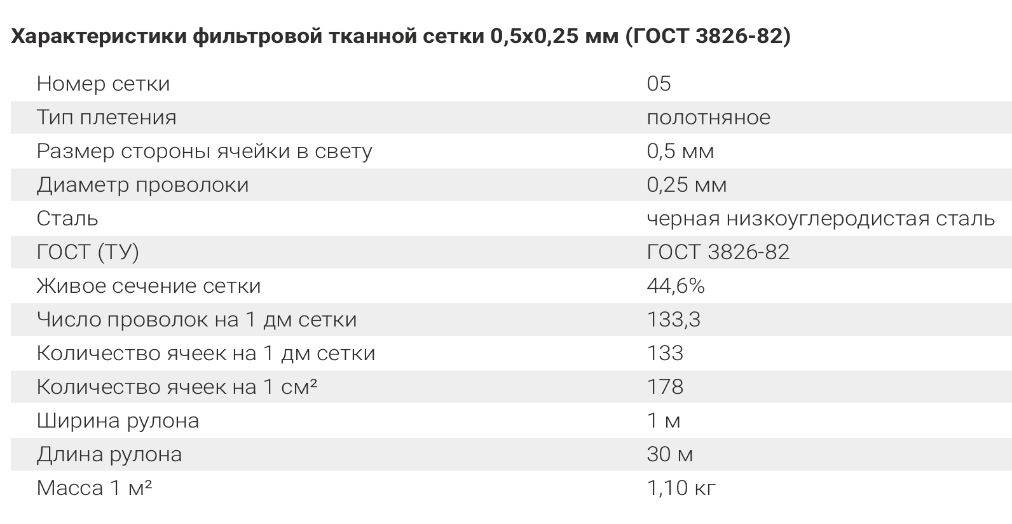 Характеристики фильтровой тканной сетки 0,5х0,25 мм (ГОСТ 3826-82)
Номер сетки 05
Тип плетения полотняное
Размер стороны ячейки в свету 0,5 мм
Диаметр проволоки 0,25 мм
Сталь черная низкоуглеродистая сталь
ГОСТ (ТУ) ГОСТ 3826-82
Живое сечение сетки 44,6%
Число проволок на 1 дм сетки 133,3
Количество ячеек на 1 дм сетки 133
Количество ячеек на 1 см² 178
Ширина рулона 1 м
Длина рулона 30 м
Масса 1 м² 1,10 кг